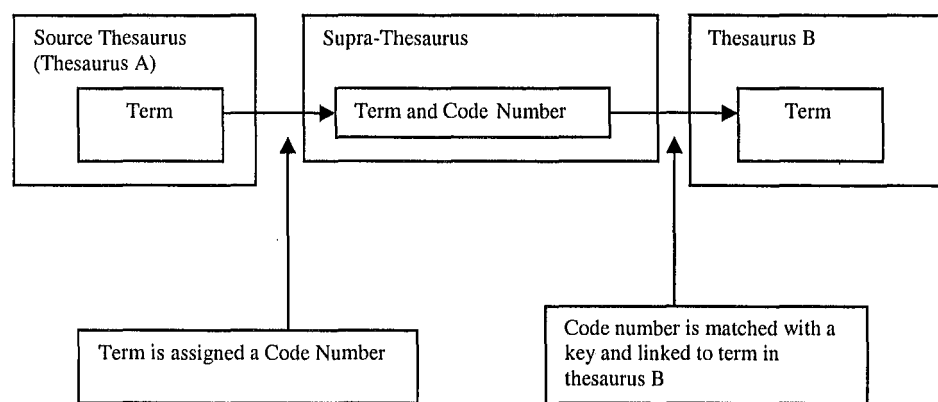 Source Thesaurus
(Thesaurus A)
Term
Supra-Thesaurus
Term and Code Number
Thesaurus B
Term
Term is assigned a Code Number
Code number is matched with a
key and linked to term in
thesaurus B